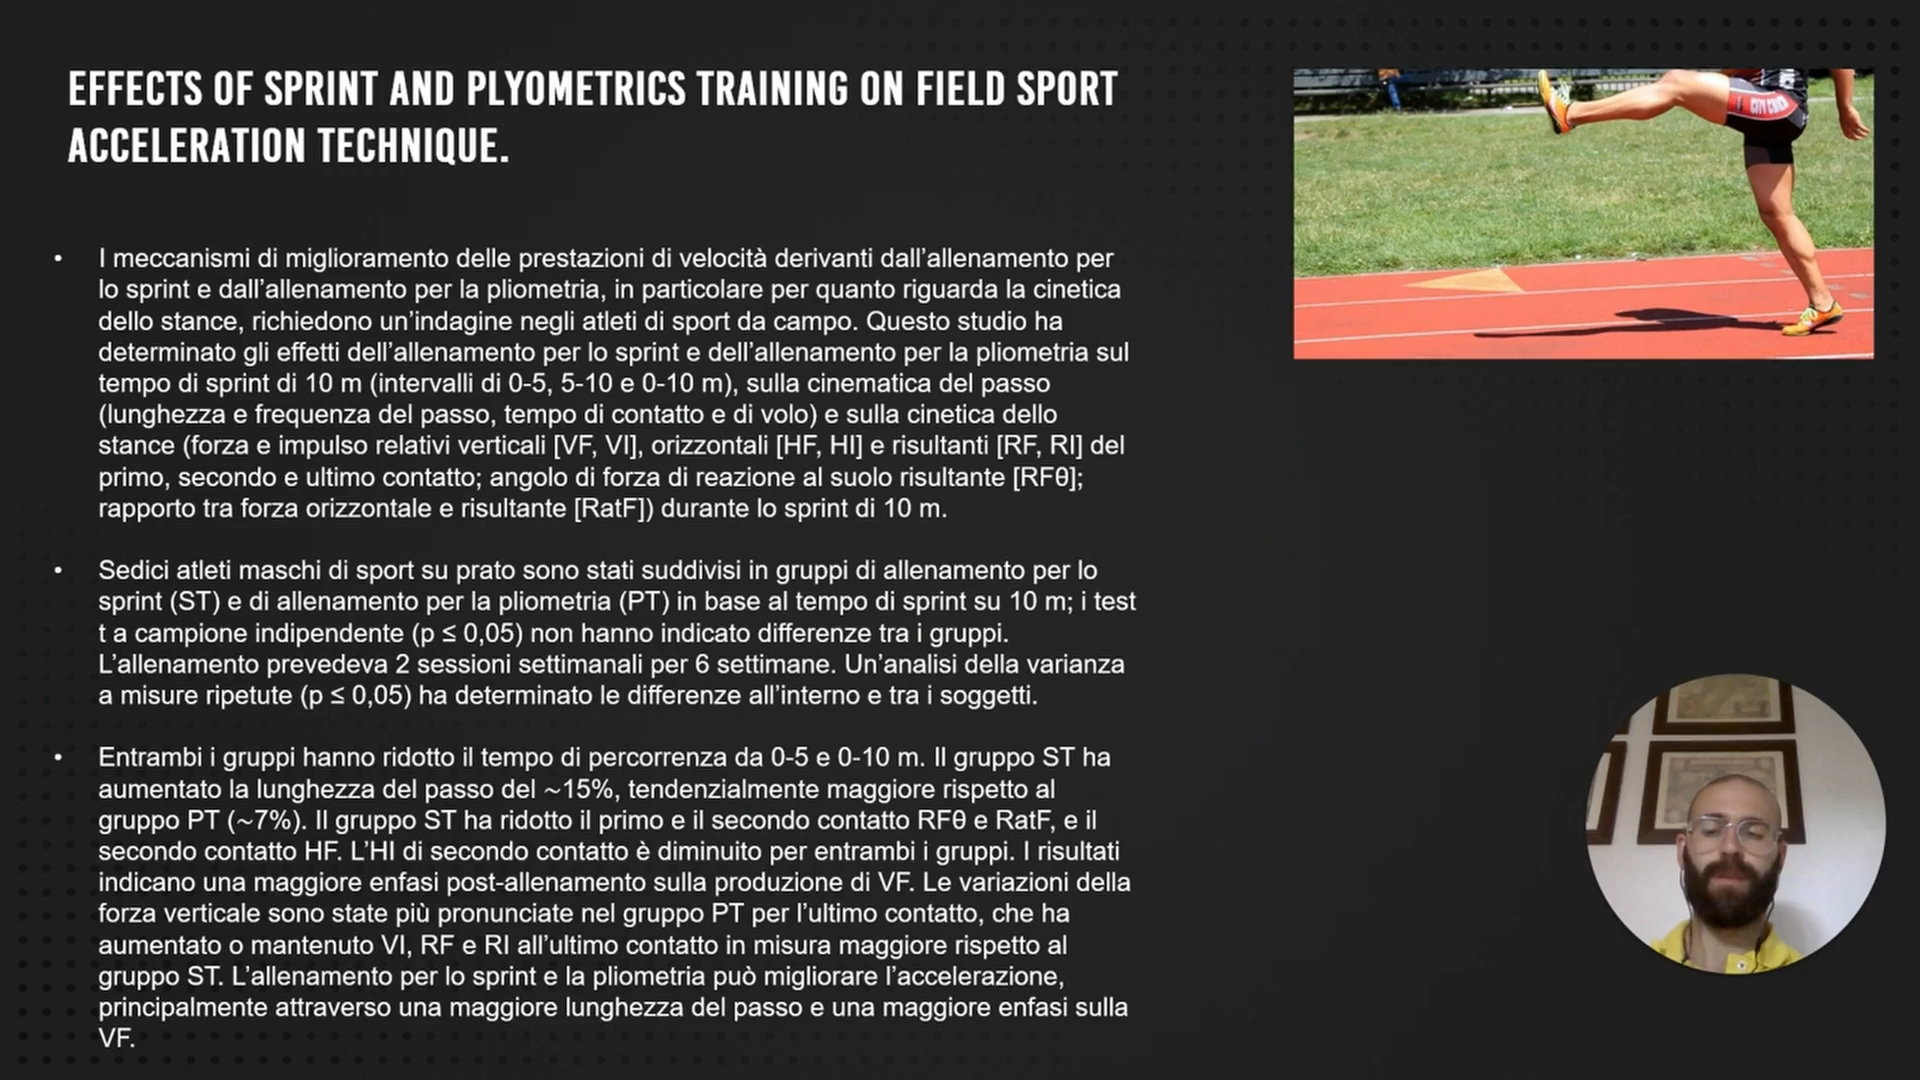 EFFECTS OF SPRINT AND PLYOMETRICS TRAINING ON FIELD SPORT
ACCELERATION TECHNIQUE.
• I meccanismi di miglioramento delle prestazioni di velocità derivanti dall’allenamento per
lo sprint e dall’allenamento per la pliometria, in particolare per quanto riguarda la cinetica
dello stance, richiedono un’indagine negli atleti di sport da campo. Questo studio ha
determinato gli effetti dell’allenamento per lo sprint e dell’allenamento per la pliometria sul
tempo di sprint di 10 m (intervalli di 0-5, 5-10 e 0-10 m), sulla cinematica del passo
(lunghezza e frequenza del passo, tempo di contatto e di volo) e sulla cinetica dello
stance (forza e impulso relativi verticali [VF, VI], orizzontali [HF, HI] e risultanti [RF, RI] del
primo, secondo e ultimo contatto; angolo di forza di reazione al suolo risultante [RFθ];
rapporto tra forza orizzontale e risultante [RatF]) durante lo sprint di 10 m.
• Sedici atleti maschi di sport su prato sono stati suddivisi in gruppi di allenamento per lo
sprint (ST) e di allenamento per la pliometria (PT) in base al tempo di sprint su 10 m; i test
t a campione indipendente (p ≤ 0,05) non hanno indicato differenze tra i gruppi.
L’allenamento prevedeva 2 sessioni settimanali per 6 settimane. Un’analisi della varianza
a misure ripetute (p ≤ 0,05) ha determinato le differenze all’interno e tra i soggetti.
• Entrambi i gruppi hanno ridotto il tempo di percorrenza da 0-5 e 0-10 m. Il gruppo ST ha
aumentato la lunghezza del passo del ~15%, tendenzialmente maggiore rispetto al
gruppo PT (~7%). Il gruppo ST ha ridotto il primo e il secondo contatto RFθ e RatF, e il
secondo contatto HF. L’HI di secondo contatto è diminuito per entrambi i gruppi. I risultati
indicano una maggiore enfasi post-allenamento sulla produzione di VF. Le variazioni della
forza verticale sono state più pronunciate nel gruppo PT per l’ultimo contatto, che ha
aumentato o mantenuto VI, RF e RI all’ultimo contatto in misura maggiore rispetto al
gruppo ST. L’allenamento per lo sprint e la pliometria può migliorare l’accelerazione,
principalmente attraverso una maggiore lunghezza del passo e una maggiore enfasi sulla
VF.